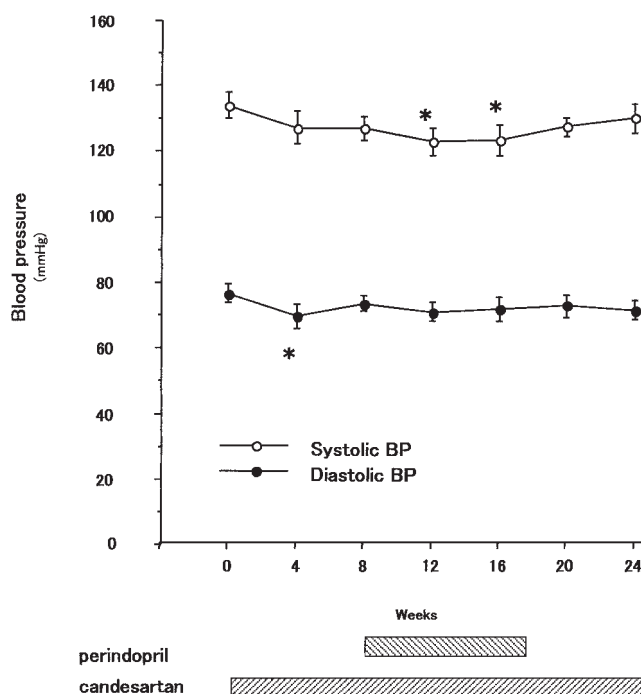 160
140
120
100
80
60
40
20
0
Blood pressure
(mmHg)
*
*
*
Systolic BP
Diastolic BP
0 4 8 12 16 20 24
Weeks
perindopril
candesartan